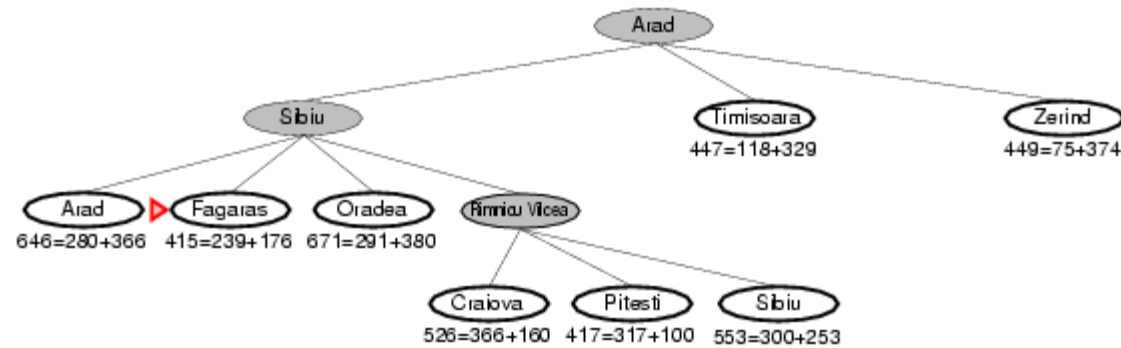 Arad
Sibiu
Timisoara
Zerind
447=118+329
449=75+374
Arad
Fagaras
Oradea
Rimnicu Vilcea
646=280+366
415=239+176
671=291+380
Craiova
Pitesti
Sibiu
526=366+160
417=317+100
553=300+253